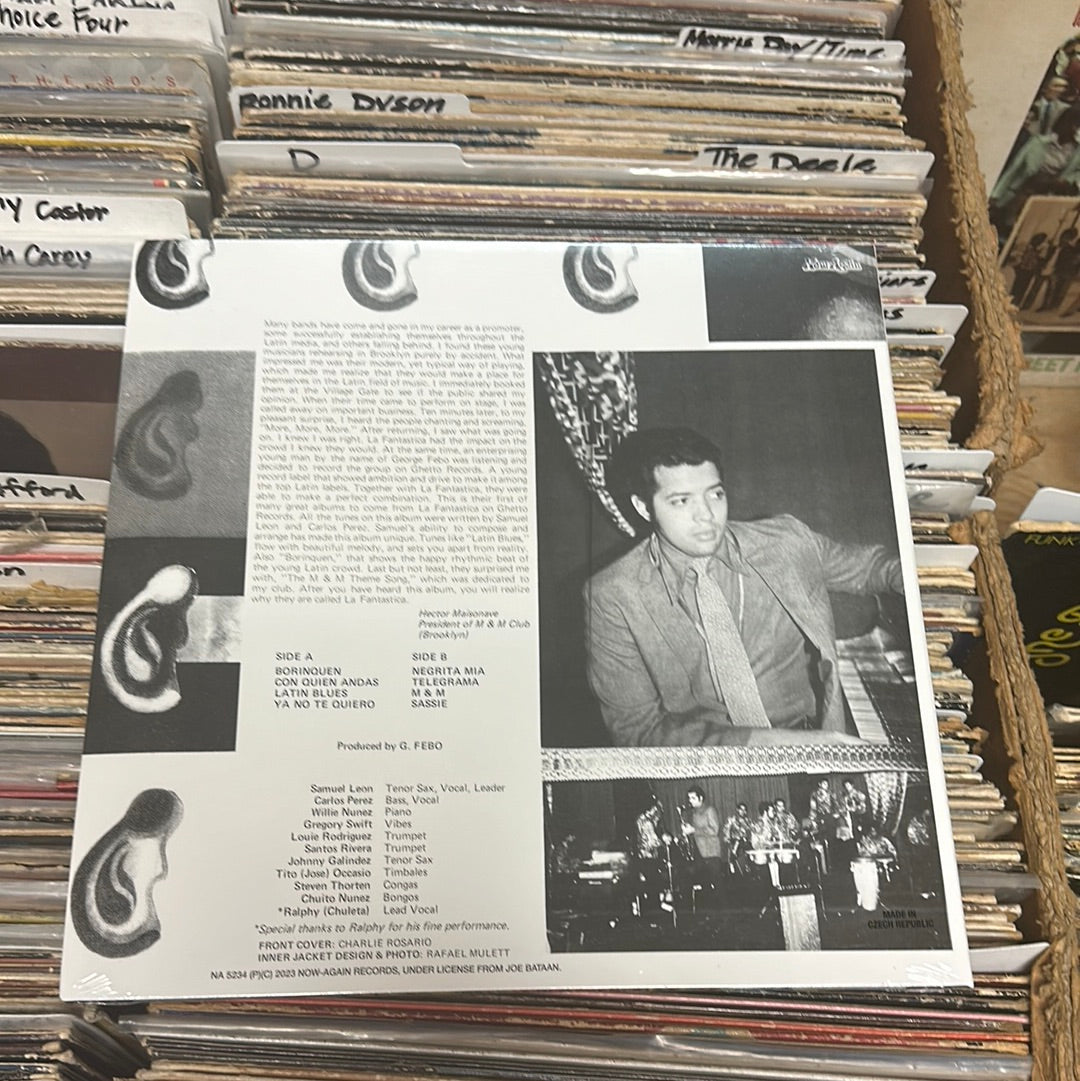 hoice Four
THE 80'S
Morris Day/Time
Ronnie Dyson
D
The Deele
y Castor
h Carey
Now-Again
Many bands have come and gone in my career as a promoter,
some successfully establishing themselves throughout the
Latin media, and others falling behind. I found these young
musicians rehearsing in Brooklyn purely by accident. What
impressed me was their modern, yet typical way of playing,
which made me realize that they would make a place for
themselves in the Latin field of music. I immediately booked
them at the Village Gate to see if the public shared my
opinion. When their time came to perform on stage, I was
called away on important business. Ten minutes later, to my
pleasant surprise, I heard the people chanting and screaming,
"More, More, More." After returning, I saw what was going
on. I knew I was right. La Fantastica had the impact on the
crowd I knew they would. At the same time, an enterprising
young man by the name of George Febo was listening and
decided to record the group on Ghetto Records. A young
record label that showed ambition and drive to make it among
the top Latin labels. Together with La Fantastica, they were
able to make a perfect combination. This is their first of
many great albums to come from La Fantastica on Ghetto
Records. All the tunes on this album were written by Samuel
Leon and Carlos Perez. Samuel's ability to compose and
arrange has made this album unique. Tunes like "Latin Blues,"
flow with beautiful melody, and sets you apart from reality.
Also "Borinquen," that shows the happy rhythmic beat of
the young Latin crowd. Last but not least, they surprised me
with, "The M & M Theme Song," which was dedicated to
my club. After you have heard this album, you will realize
why they are called La Fantastica.
Hector Maisonave
President of M & M Club
(Brooklyn)
SIDE A
BORINQUEN
CON QUIEN ANDAS
LATIN BLUES
YA NO TE QUIERO
SIDE B
NEGRITA MIA
TELEGRAMA
M & M
SASSIE
Produced by G. FEBO
Samuel Leon Tenor Sax, Vocal, Leader
Carlos Perez Bass, Vocal
Willie Nunez Piano
Gregory Swift Vibes
Louie Rodriguez Trumpet
Santos Rivera Trumpet
Johnny Galindez Tenor Sax
Tito (Jose) Occasio Timbales
Steven Thorten Congas
Chuito Nunez Bongos
*Ralphy (Chuleta) Lead Vocal
*Special thanks to Ralphy for his fine performance.
FRONT COVER: CHARLIE ROSARIO
INNER JACKET DESIGN & PHOTO: RAFAEL MULETT
NA 5234 (P)(C) 2023 NOW-AGAIN RECORDS, UNDER LICENSE FROM JOE BATAAN.
MADE IN
CZECH REPUBLIC
fford
on
FUNK